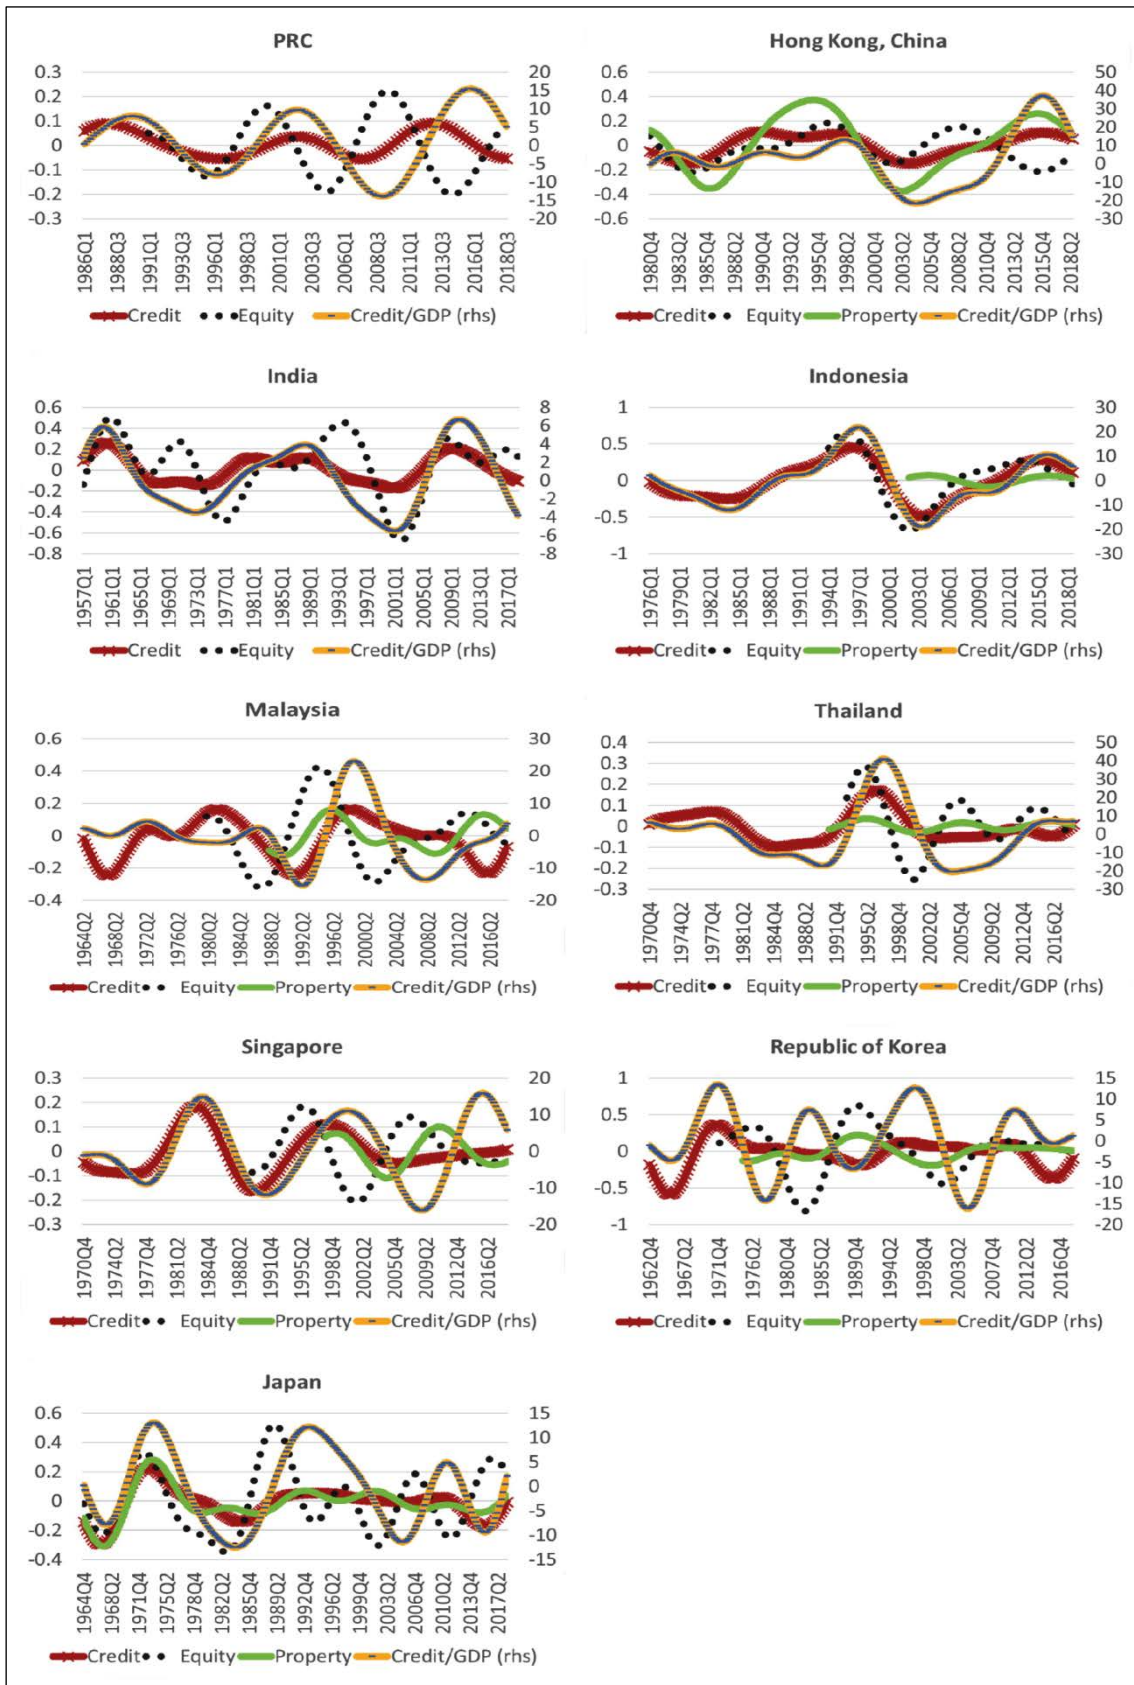 PRC
0.3
0.2
0.1
0
-0.1
-0.2
-0.3
20
15
10
5
0
-5
-10
-15
-20
1986Q1
1988Q3
1991Q1
1993Q3
1996Q1
1998Q3
2001Q1
2003Q3
2006Q1
2008Q3
2011Q1
2013Q3
2016Q1
2018Q3
Credit Equity Credit/GDP (rhs)
Hong Kong, China
0.6
0.4
0.2
0
-0.2
-0.4
-0.6
50
40
30
20
10
0
-10
-20
-30
1980Q4
1983Q2
1985Q4
1988Q2
1990Q4
1993Q2
1995Q4
1998Q2
2000Q4
2003Q2
2005Q4
2008Q2
2010Q4
2013Q2
2015Q4
2018Q2
Credit Equity Property Credit/GDP (rhs)
India
0.6
0.4
0.2
0
-0.2
-0.4
-0.6
-0.8
8
6
4
2
0
-2
-4
-6
-8
1957Q1
1961Q1
1965Q1
1969Q1
1973Q1
1977Q1
1981Q1
1985Q1
1989Q1
1993Q1
1997Q1
2001Q1
2005Q1
2009Q1
2013Q1
2017Q1
Credit Equity Credit/GDP (rhs)
Indonesia
1
0.5
0
-0.5
-1
30
20
10
0
-10
-20
-30
1976Q1
1979Q1
1982Q1
1985Q1
1988Q1
1991Q1
1994Q1
1997Q1
2000Q1
2003Q1
2006Q1
2009Q1
2012Q1
2015Q1
2018Q1
Credit Equity Property Credit/GDP (rhs)
Malaysia
0.6
0.4
0.2
0
-0.2
-0.4
30
20
10
0
-10
-20
1964Q2
1968Q2
1972Q2
1976Q2
1980Q2
1984Q2
1988Q2
1992Q2
1996Q2
2000Q2
2004Q2
2008Q2
2012Q2
2016Q2
Credit Equity Property Credit/GDP (rhs)
Thailand
0.4
0.3
0.2
0.1
0
-0.1
-0.2
-0.3
50
40
30
20
10
0
-10
-20
-30
1970Q4
1974Q2
1977Q4
1981Q2
1984Q4
1988Q2
1991Q4
1995Q2
1998Q4
2002Q2
2005Q4
2009Q2
2012Q4
2016Q2
Credit Equity Property Credit/GDP (rhs)
Singapore
0.3
0.2
0.1
0
-0.1
-0.2
-0.3
20
10
0
-10
-20
1970Q4
1974Q2
1977Q4
1981Q2
1984Q4
1988Q2
1991Q4
1995Q2
1998Q4
2002Q2
2005Q4
2009Q2
2012Q4
2016Q2
Credit Equity Property Credit/GDP (rhs)
Republic of Korea
1
0.5
0
-0.5
-1
15
10
5
0
-5
-10
-15
-20
1962Q4
1967Q2
1971Q4
1976Q2
1980Q4
1985Q2
1989Q4
1994Q2
1998Q4
2003Q2
2007Q4
2012Q2
2016Q4
Credit Equity Property Credit/GDP (rhs)
Japan
0.6
0.4
0.2
0
-0.2
-0.4
15
10
5
0
-5
-10
-15
1964Q4
1968Q2
1971Q4
1975Q2
1978Q4
1982Q2
1985Q4
1989Q2
1992Q4
1996Q2
1999Q4
2003Q2
2006Q4
2010Q2
2013Q4
2017Q2
Credit Equity Property Credit/GDP (rhs)